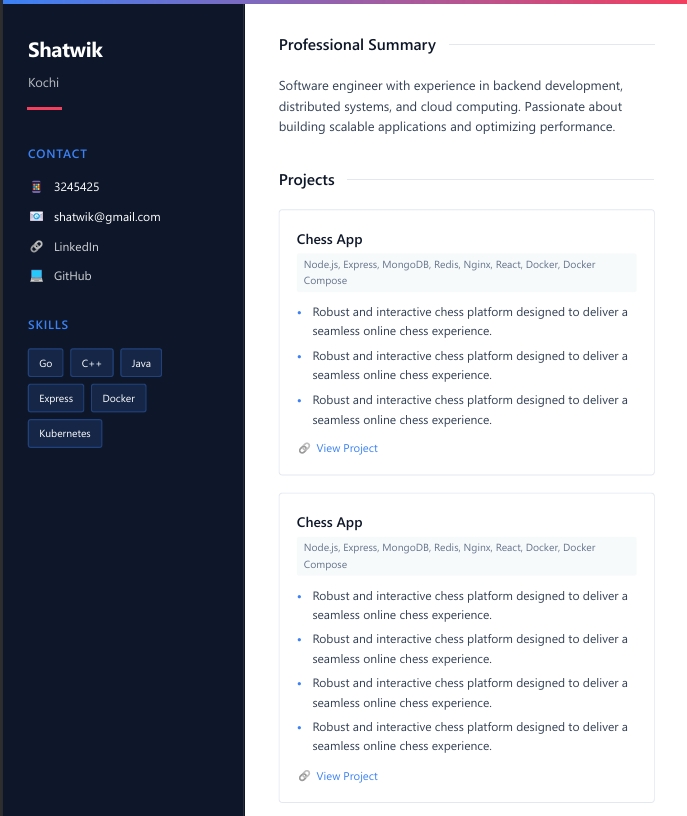 Shatwik
Kochi
CONTACT
3245425
shatwik@gmail.com
LinkedIn
GitHub
SKILLS
Go
C++
Java
Express
Docker
Kubernetes
Professional Summary
Software engineer with experience in backend development,
distributed systems, and cloud computing. Passionate about
building scalable applications and optimizing performance.
Projects
Chess App
Node.js, Express, MongoDB, Redis, Nginx, React, Docker, Docker
Compose
• Robust and interactive chess platform designed to deliver a
seamless online chess experience.
• Robust and interactive chess platform designed to deliver a
seamless online chess experience.
• Robust and interactive chess platform designed to deliver a
seamless online chess experience.
View Project
Chess App
Node.js, Express, MongoDB, Redis, Nginx, React, Docker, Docker
Compose
• Robust and interactive chess platform designed to deliver a
seamless online chess experience.
• Robust and interactive chess platform designed to deliver a
seamless online chess experience.
• Robust and interactive chess platform designed to deliver a
seamless online chess experience.
• Robust and interactive chess platform designed to deliver a
seamless online chess experience.
View Project